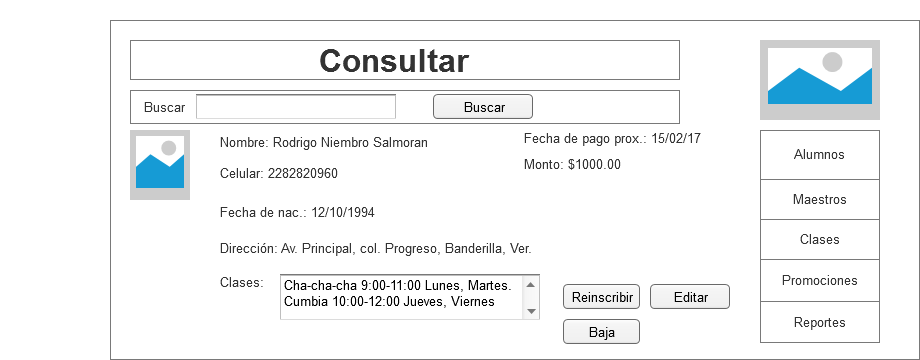 Consultar
Buscar
Buscar
Nombre: Rodrigo Niembro Salmoran
Fecha de pago prox.: 15/02/17
Monto: $1000.00
Celular: 2282820960
Fecha de nac.: 12/10/1994
Dirección: Av. Principal, col. Progreso, Banderilla, Ver.
Clases:
Cha-cha-cha 9:00-11:00 Lunes, Martes.
Cumbia 10:00-12:00 Jueves, Viernes
Reinscribir
Editar
Baja
Alumnos
Maestros
Clases
Promociones
Reportes